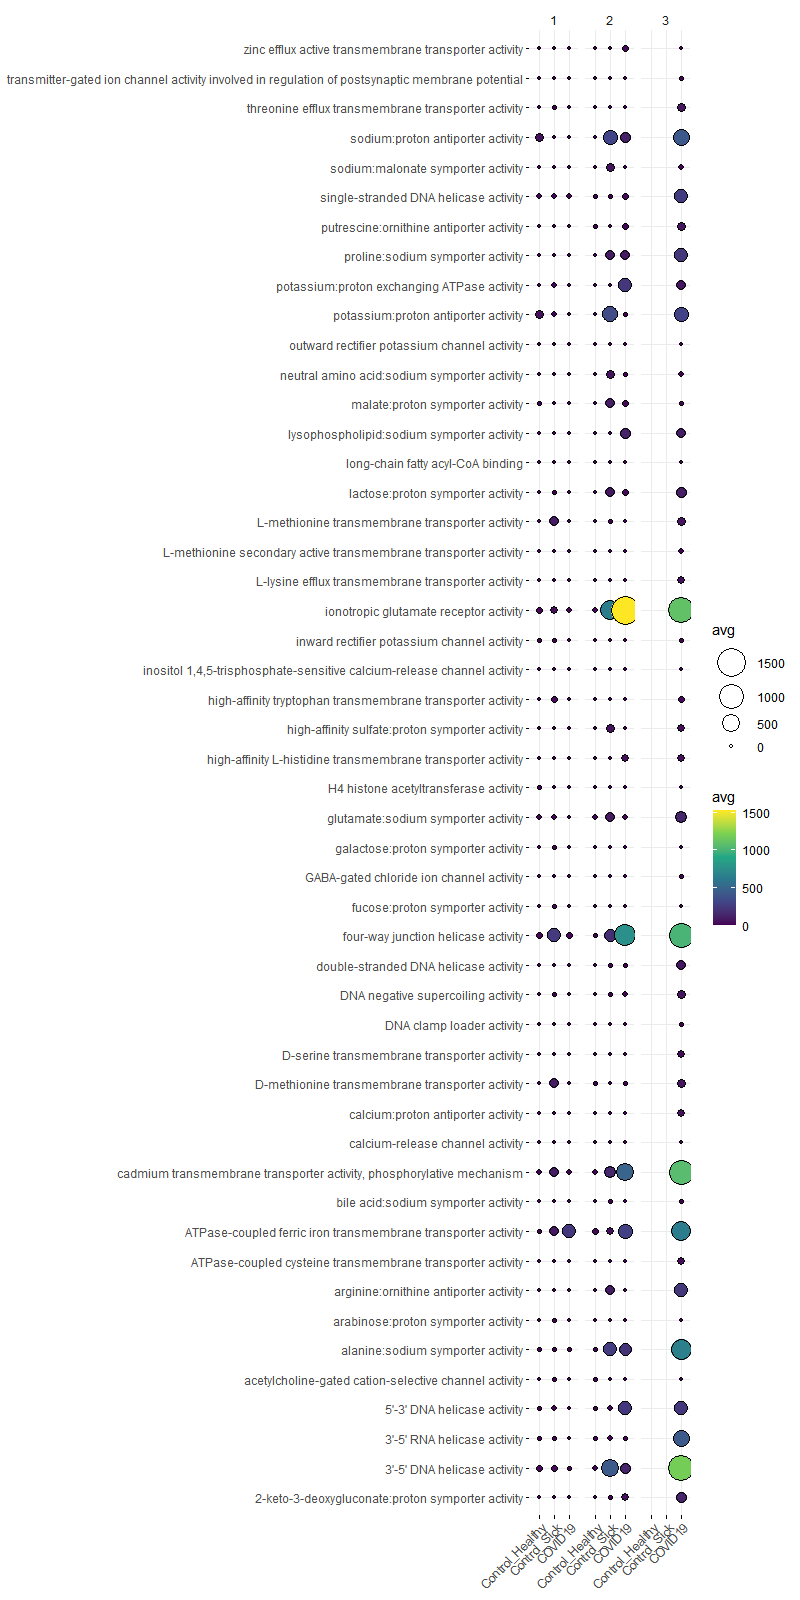 1 2 3
zinc efflux active transmembrane transporter activity
transmitter-gated ion channel activity involved in regulation of postsynaptic membrane potential
threonine efflux transmembrane transporter activity
sodium:proton antiporter activity
sodium:malonate symporter activity
single-stranded DNA helicase activity
putrescine:ornithine antiporter activity
proline:sodium symporter activity
potassium:proton exchanging ATPase activity
potassium:proton antiporter activity
outward rectifier potassium channel activity
neutral amino acid:sodium symporter activity
malate:proton symporter activity
lysophospholipid:sodium symporter activity
long-chain fatty acyl-CoA binding
lactose:proton symporter activity
L-methionine transmembrane transporter activity
L-methionine secondary active transmembrane transporter activity
L-lysine efflux transmembrane transporter activity
ionotropic glutamate receptor activity
inward rectifier potassium channel activity
inositol 1,4,5-trisphosphate-sensitive calcium-release channel activity
high-affinity tryptophan transmembrane transporter activity
high-affinity sulfate:proton symporter activity
high-affinity L-histidine transmembrane transporter activity
H4 histone acetyltransferase activity
glutamate:sodium symporter activity
galactose:proton symporter activity
GABA-gated chloride ion channel activity
fucose:proton symporter activity
four-way junction helicase activity
double-stranded DNA helicase activity
DNA negative supercoiling activity
DNA clamp loader activity
D-serine transmembrane transporter activity
D-methionine transmembrane transporter activity
calcium:proton antiporter activity
calcium-release channel activity
cadmium transmembrane transporter activity, phosphorylative mechanism
bile acid:sodium symporter activity
ATPase-coupled ferric iron transmembrane transporter activity
ATPase-coupled cysteine transmembrane transporter activity
arginine:ornithine antiporter activity
arabinose:proton symporter activity
alanine:sodium symporter activity
acetylcholine-gated cation-selective channel activity
5'-3' DNA helicase activity
3'-5' RNA helicase activity
3'-5' DNA helicase activity
2-keto-3-deoxygluconate:proton symporter activity
Control_Healthy
Control_Sick
COVID19
Control_Healthy
Control_Sick
COVID19
Control_Healthy
Control_Sick
COVID19
avg
1500
1000
500
0
avg
1500
1000
500
0